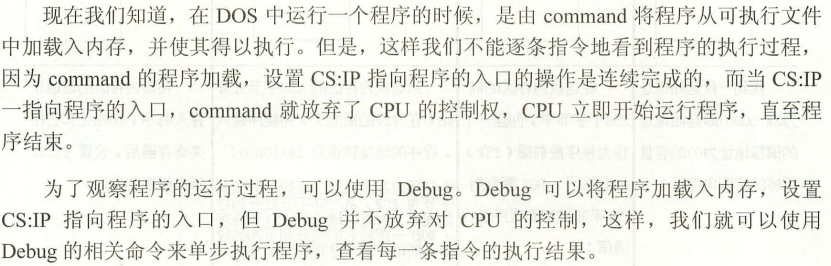 现在我们知道，在 DOS 中运行一个程序的时候，是由 command 将程序从可执行文件
中加载入内存，并使其得以执行。但是，这样我们不能逐条指令地看到程序的执行过程，
因为 command 的程序加载，设置 CS:IP 指向程序的入口的操作是连续完成的，而当 CS:IP
一指向程序的入口，command 就放弃了 CPU 的控制权，CPU 立即开始运行程序，直至程
序结束。
为了观察程序的运行过程，可以使用 Debug。Debug 可以将程序加载入内存，设置
CS:IP 指向程序的入口，但 Debug 并不放弃对 CPU 的控制，这样，我们就可以使用
Debug 的相关命令来单步执行程序，查看每一条指令的执行结果。